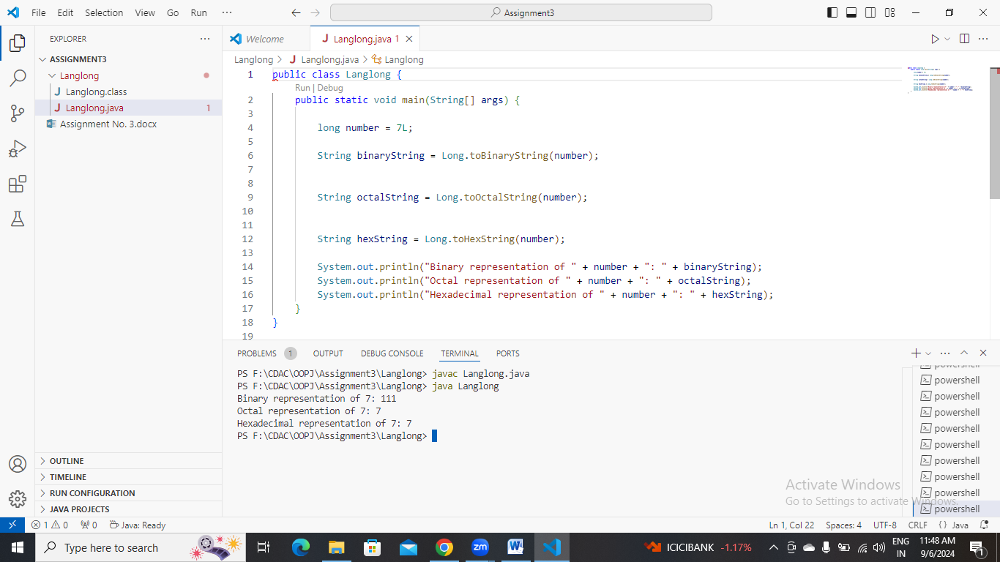 File Edit Selection View Go Run ··· Assignment3
EXPLORER ···
ASSIGNMENT3
Langlong
Langlong.class
Langlong.java 1
Assignment No. 3.docx
OUTLINE
TIMELINE
RUN CONFIGURATION
JAVA PROJECTS
Welcome J Langlong.java 1
Langlong > J Langlong.java > Langlong
1 public class Langlong {
Run | Debug
2 public static void main(String[] args) {
3
4 long number = 7L;
5
6 String binaryString = Long.toBinaryString(number);
7
8
9 String octalString = Long.toOctalString(number);
10
11
12 String hexString = Long.toHexString(number);
13
14 System.out.println("Binary representation of " + number + ": " + binaryString);
15 System.out.println("Octal representation of " + number + ": " + octalString);
16 System.out.println("Hexadecimal representation of " + number + ": " + hexString);
17 }
18 }
19
PROBLEMS 1 OUTPUT DEBUG CONSOLE TERMINAL PORTS
PS F:\CDAC\OOPJ\Assignment3\Langlong> javac Langlong.java
PS F:\CDAC\OOPJ\Assignment3\Langlong> java Langlong
Binary representation of 7: 111
Octal representation of 7: 7
Hexadecimal representation of 7: 7
PS F:\CDAC\OOPJ\Assignment3\Langlong>
powershell
powershell
powershell
powershell
powershell
powershell
powershell
powershell
powershell
powershell
Activate Windows
Go to Settings to activate Windows.
1 0 0 Java: Ready Ln 1, Col 22 Spaces: 4 UTF-8 CRLF {} Java
Type here to search zm W ICICIBANK -1.17% ENG IN 11:48 AM 9/6/2024 1